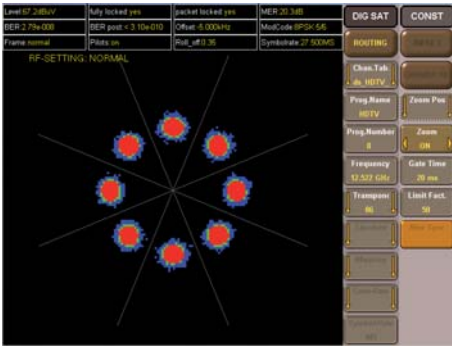 Level:67.2dBuV fully locked:yes packet locked:yes MER:20.3dB
BER:2.79e-008 BER post:< 3.10e-010 Offset:-5.000kHz ModCode:8PSK 5/6
Frame:normal Pilots:on Roll_off:0.35 Symbolrate:27.500MS
RF-SETTING: NORMAL
DIG SAT CONST
ROUTING
Chan.Tab
ds_HDTV
Prog.Name Zoom Pos
HDTV
Prog.Number Zoom
8 ON
Frequency Gate Time
12.522 GHz 20 ms
Transpond Limit Fact.
86 50